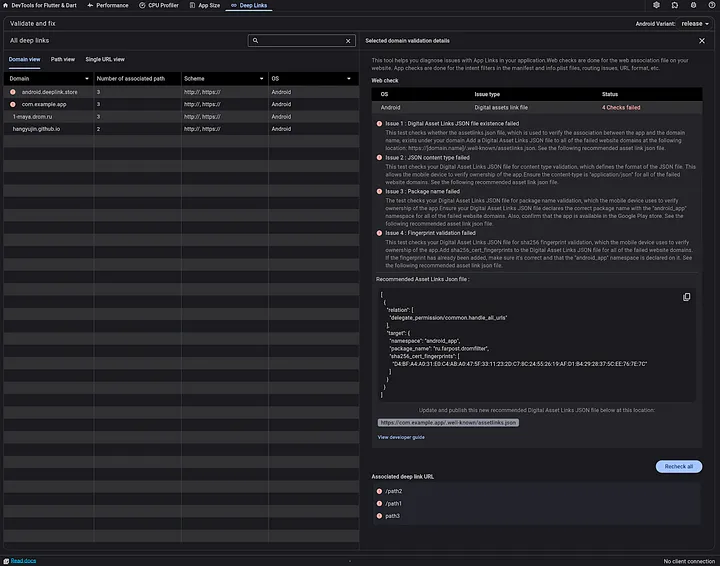 DevTools for Flutter & Dart
Performance
CPU Profiler
App Size
Deep Links
Validate and fix
Android Variant:
release
All deep links
Domain view
Path view
Single URL view
Domain
Number of associated path
Scheme
OS
android.deeplink.store
3
http://, https://
Android
com.example.app
3
http://, https://
Android
1-maya.drom.ru
3
http://, https://
Android
hangyujin.github.io
2
http://, https://
Android
Selected domain validation details
This tool helps you diagnose issues with App Links in your application.Web checks are done for the web association file on your
website. App checks are done for the intent filters in the manifest and info.plist files, routing issues, URL format, etc.
Web check
OS
Issue type
Status
Android
Digital assets link file
4 Checks failed
Issue 1 : Digital Asset Links JSON file existence failed
This test checks whether the assetlinks.json file, which is used to verify the association between the app and the domain
name, exists under your domain.Add a Digital Asset Links JSON file to all of the failed website domains at the following
location: https://[domain.name]/.well-known/assetlinks.json. See the following recommended asset link json file.
Issue 2 : JSON content type failed
This test checks your Digital Asset Links JSON file for content type validation, which defines the format of the JSON file. This
allows the mobile device to verify ownership of the app.Ensure the content-type is "application/json" for all of the failed
website domains. See the following recommended asset link json file.
Issue 3 : Package name failed
The test checks your Digital Asset Links JSON file for package name validation, which the mobile device uses to verify
ownership of the app.Ensure your Digital Asset Links JSON file declares the correct package name with the "android_app"
namespace for all of the failed website domains. Also, confirm that the app is available in the Google Play store. See the
following recommended asset link json file.
Issue 4 : Fingerprint validation failed
This test checks your Digital Asset Links JSON file for sha256 fingerprint validation, which the mobile device uses to verify
ownership of the app.Add sha256_cert_fingerprints to the Digital Asset Links JSON file for all of the failed website domains.
If the fingerprint has already been added, make sure it's correct and that the "android_app" namespace is declared on it. See
the following recommended asset link json file.
Recommended Asset Links Json file :
[
{
"relation": [
"delegate_permission/common.handle_all_urls"
],
"target": {
"namespace": "android_app",
"package_name": "ru.farpost.dromfilter",
"sha256_cert_fingerprints": [
"D4:BF:A4:A0:31:E0:C4:AB:A0:47:5F:33:11:23:2D:C7:8C:24:55:26:19:AF:D1:B4:29:28:37:5C:EE:76:7E:7C"
]
}
}
]
Update and publish this new recommended Digital Asset Links JSON file below at this location:
https://com.example.app/.well-known/assetlinks.json
View developer guide
Recheck all
Associated deep link URL
/path2
/path1
path3
Read docs
No client connection